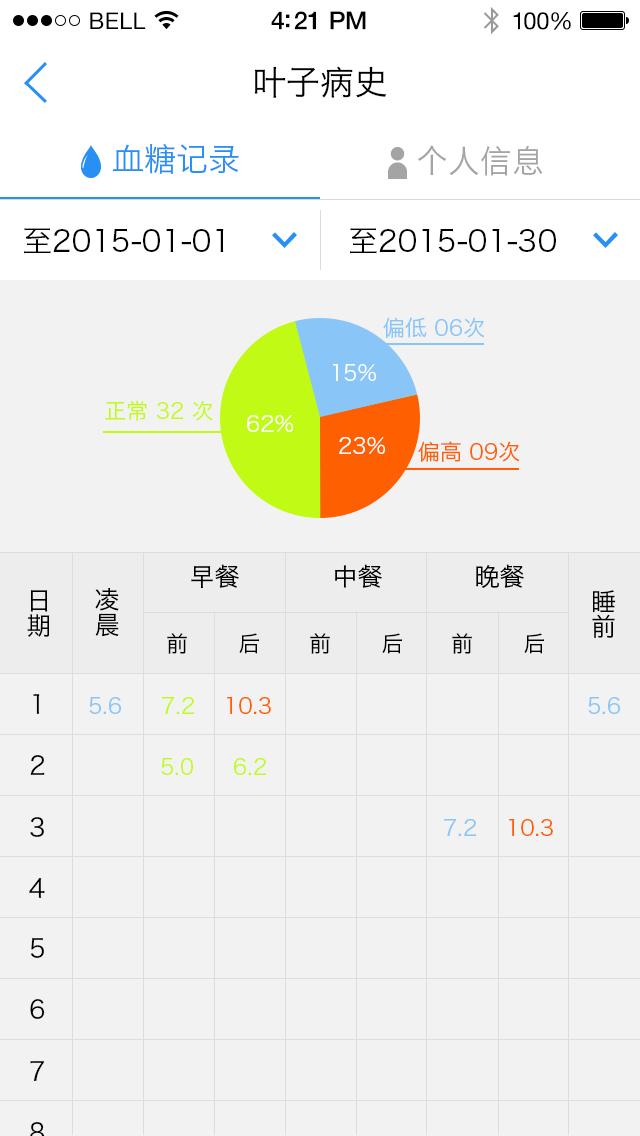 BELL 4:21 PM 100%
叶子病史
血糖记录 个人信息
至2015-01-01 至2015-01-30
偏低 06次
15%
正常 32 次
62%
23%
偏高 09次
日期 凌晨 早餐 中餐 晚餐 睡前
前 后 前 后 前 后
1 5.6 7.2 10.3 5.6
2 5.0 6.2
3 7.2 10.3
4
5
6
7
8